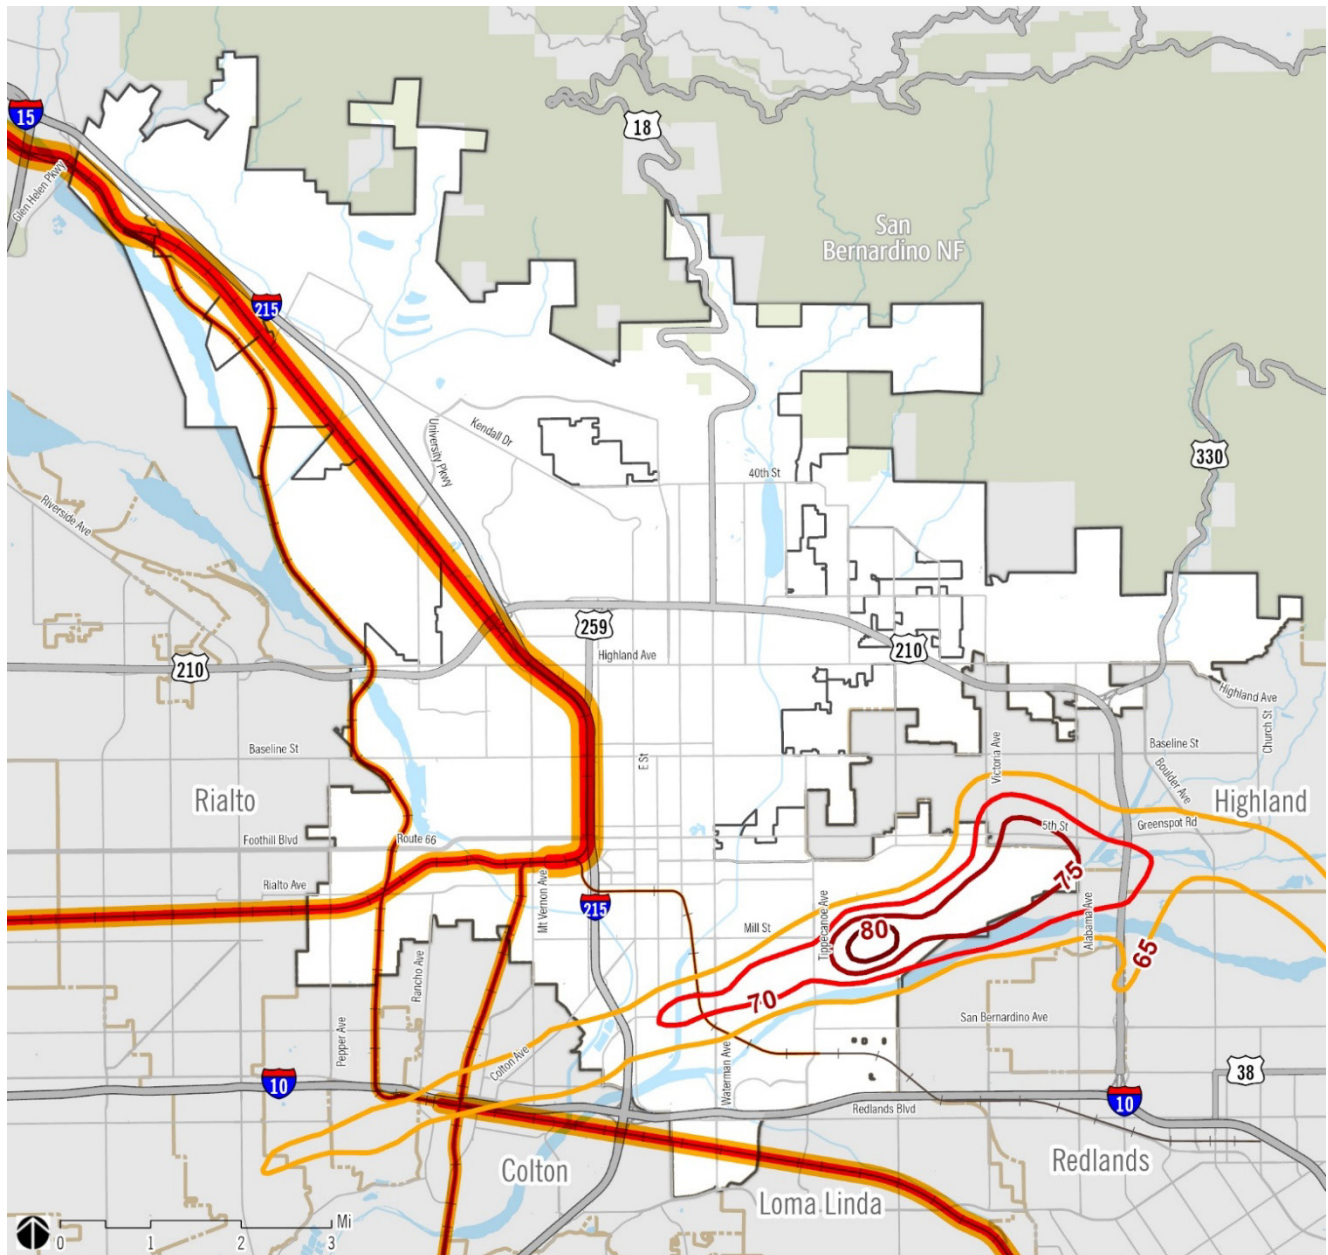 15
18
Glen Helen Pkwy
San
Bernardino NF
215
University Pkwy
Kendall Dr
330
40th St
Riverside Ave
259
210
Highland Ave
210
Highland Ave
Church St
Baseline St
E St
Victoria Ave
Baseline St
Boulder Ave
Rialto
Highland
Foothill Blvd
Route 66
5th St
Greenspot Rd
Rialto Ave
Mt Vernon Ave
75
215
Mill St
Tippecanoe Ave
80
Alabama Ave
Rancho Ave
65
70
San Bernardino Ave
Pepper Ave
Colton Ave
Waterman Ave
10
38
Redlands Blvd
10
Colton
Redlands
Loma Linda
Mi
0 1 2 3